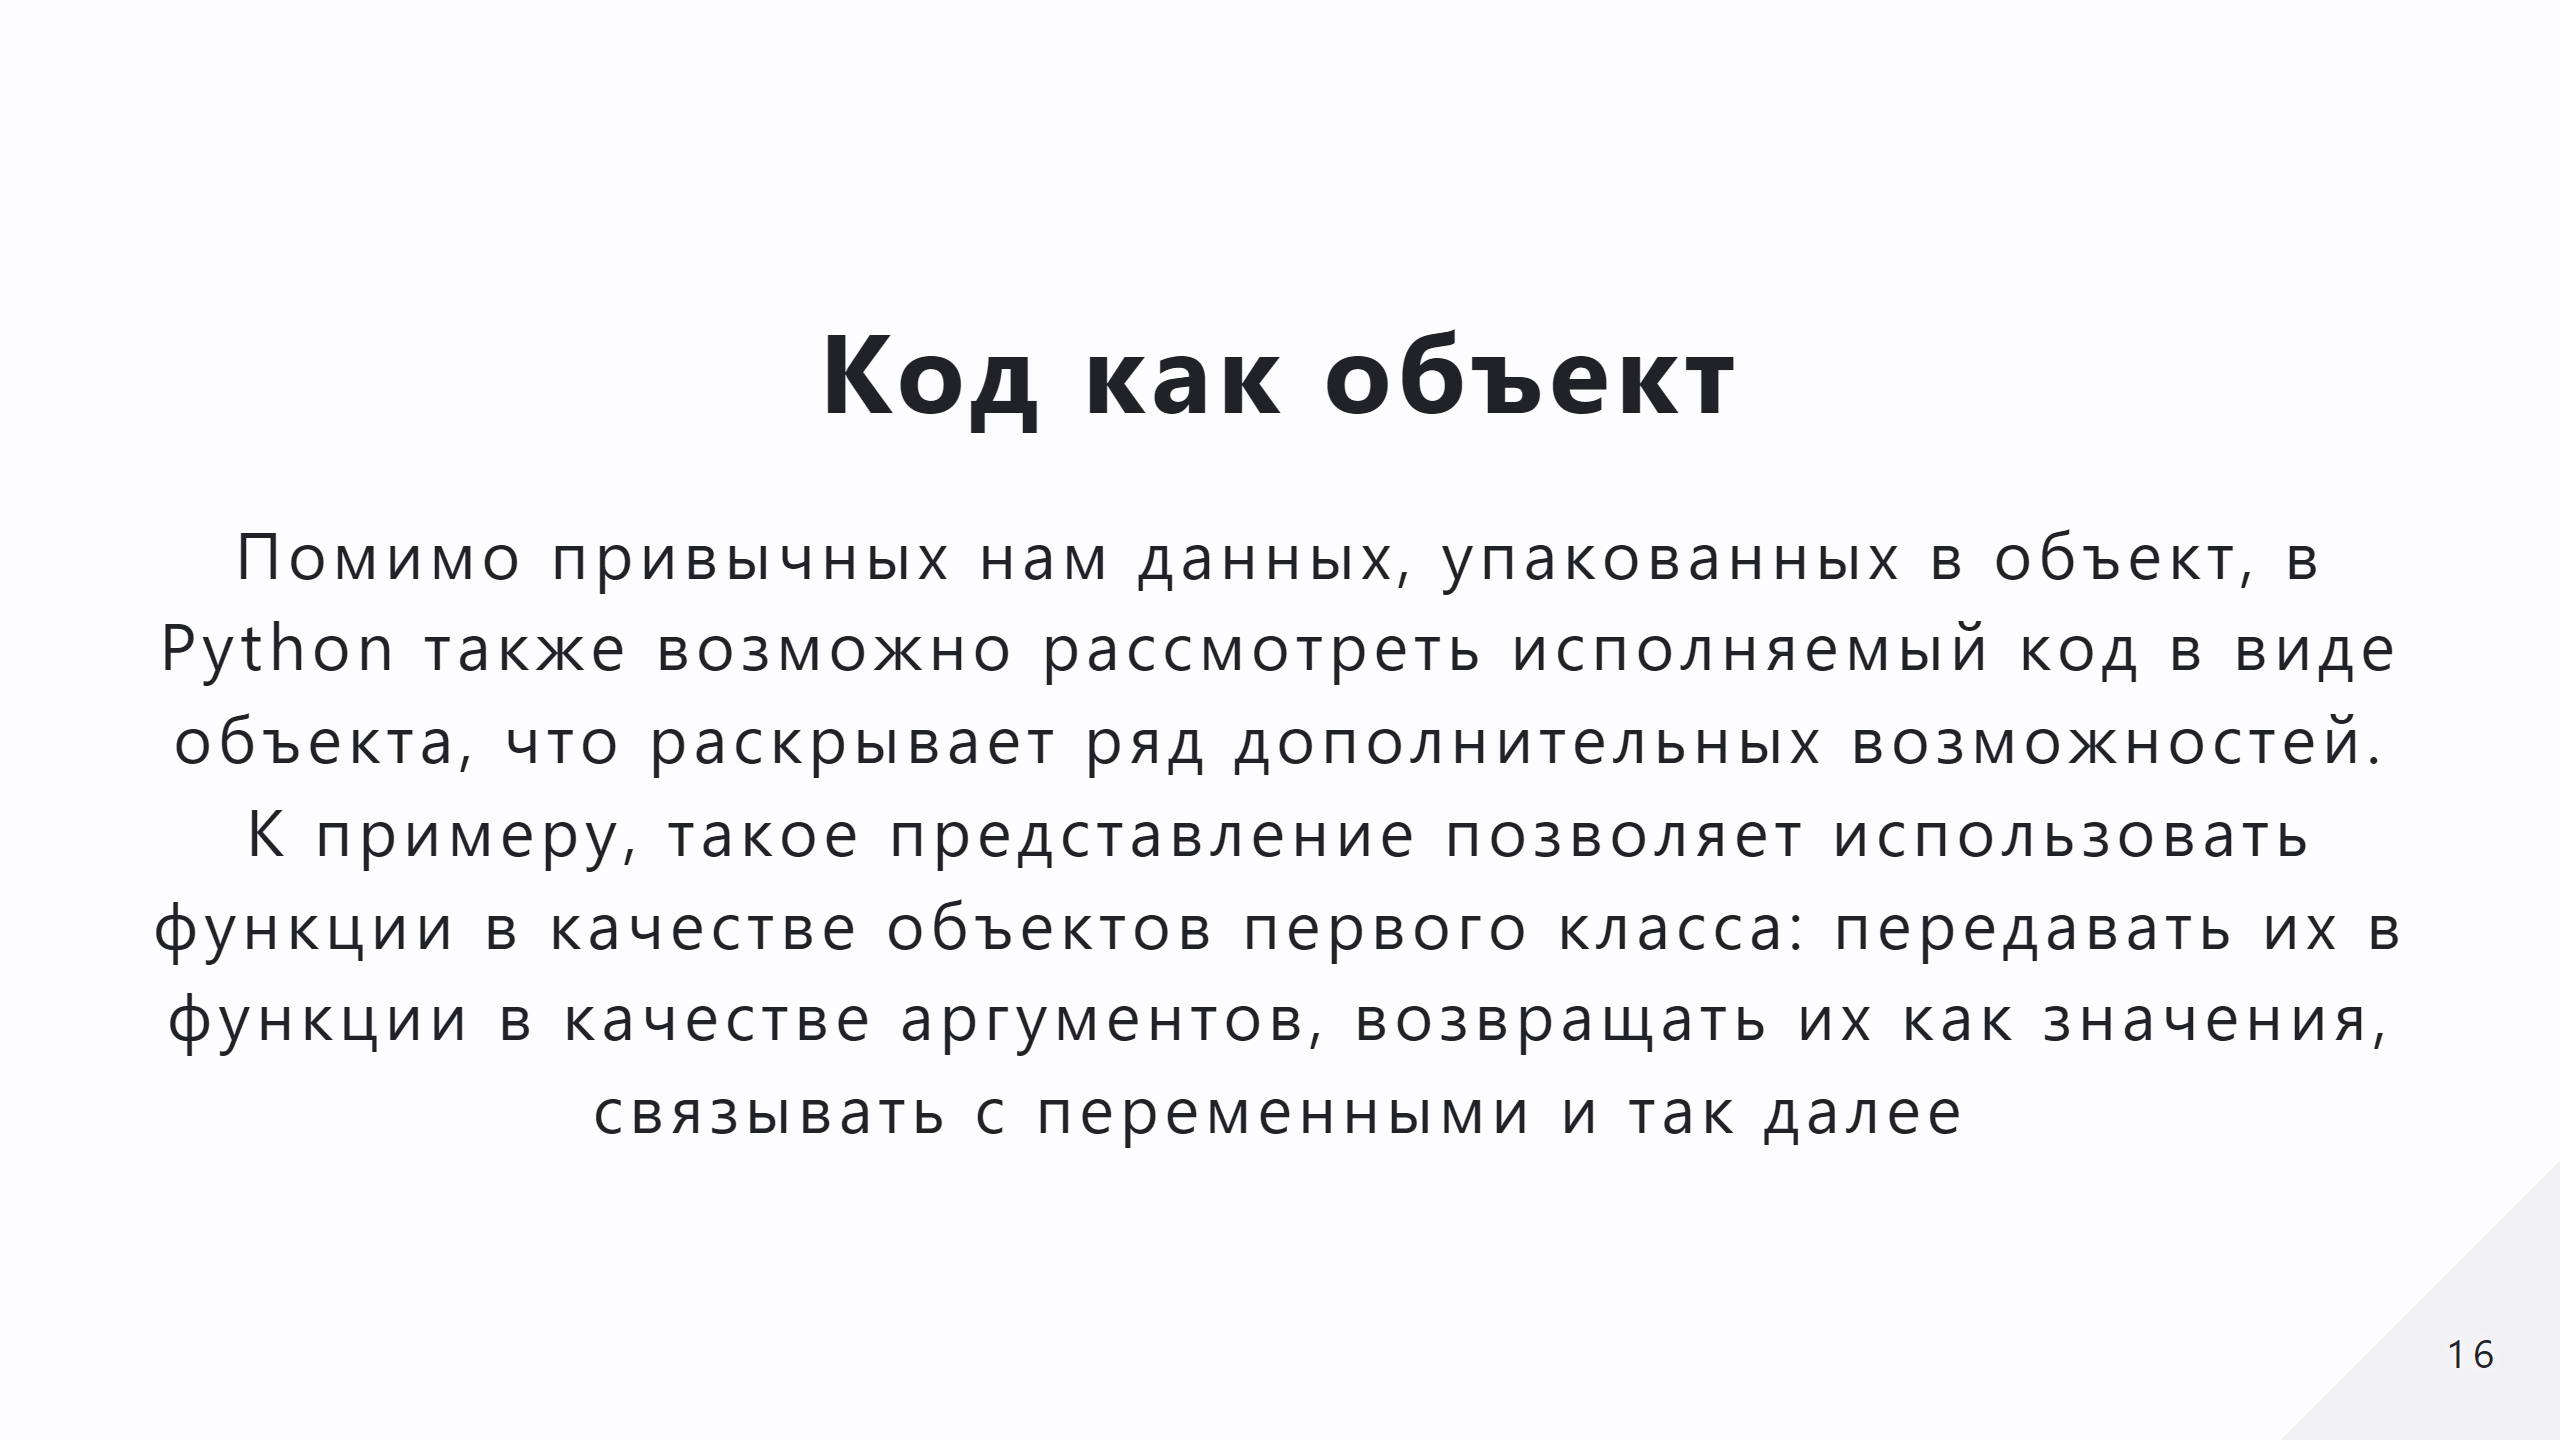 Код как объект
Помимо привычных нам данных, упакованных в объект, в
Python также возможно рассмотреть исполняемый код в виде
объекта, что раскрывает ряд дополнительных возможностей.
К примеру, такое представление позволяет использовать
функции в качестве объектов первого класса: передавать их в
функции в качестве аргументов, возвращать их как значения,
связывать с переменными и так далее
16